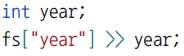 int year;
fs["year"] >> year;